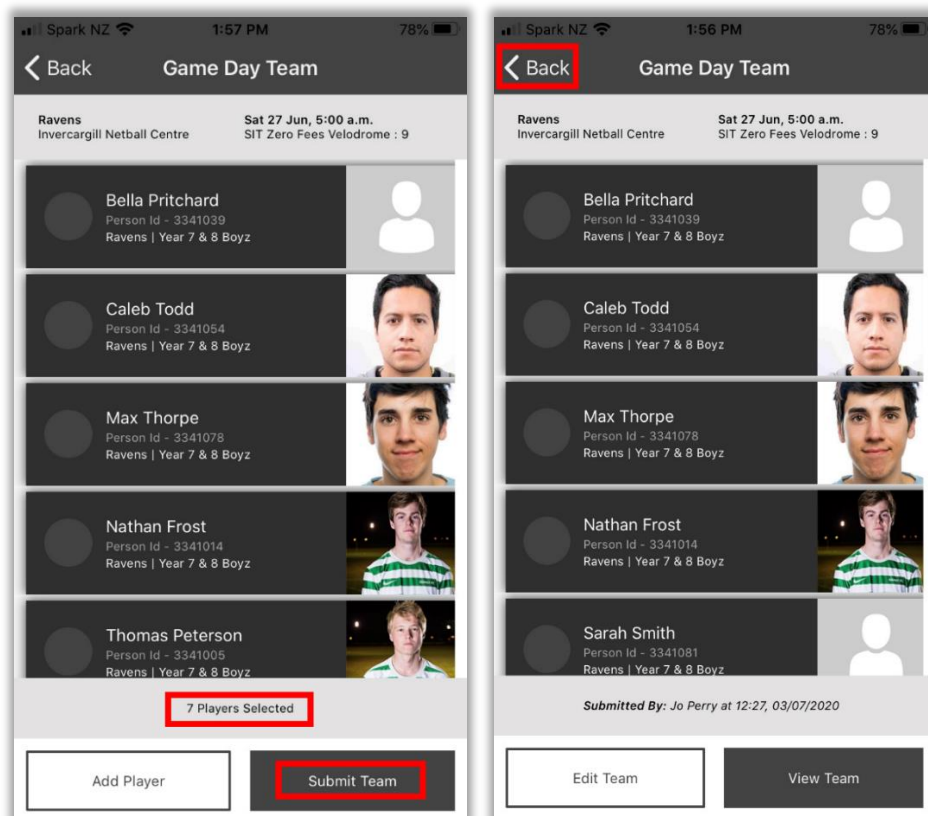 Spark NZ 1:57 PM 78%
Back Game Day Team
Ravens Sat 27 Jun, 5:00 a.m.
Invercargill Netball Centre SIT Zero Fees Velodrome : 9
Bella Pritchard
Person Id - 3341039
Ravens | Year 7 & 8 Boyz
Caleb Todd
Person Id - 3341054
Ravens | Year 7 & 8 Boyz
Max Thorpe
Person Id - 3341078
Ravens | Year 7 & 8 Boyz
Nathan Frost
Person Id - 3341014
Ravens | Year 7 & 8 Boyz
Thomas Peterson
Person Id - 3341005
Ravens | Year 7 & 8 Boyz
7 Players Selected
Add Player Submit Team
Spark NZ 1:56 PM 78%
Back Game Day Team
Ravens Sat 27 Jun, 5:00 a.m.
Invercargill Netball Centre SIT Zero Fees Velodrome : 9
Bella Pritchard
Person Id - 3341039
Ravens | Year 7 & 8 Boyz
Caleb Todd
Person Id - 3341054
Ravens | Year 7 & 8 Boyz
Max Thorpe
Person Id - 3341078
Ravens | Year 7 & 8 Boyz
Nathan Frost
Person Id - 3341014
Ravens | Year 7 & 8 Boyz
Sarah Smith
Person Id - 3341081
Ravens | Year 7 & 8 Boyz
Submitted By: Jo Perry at 12:27, 03/07/2020
Edit Team View Team